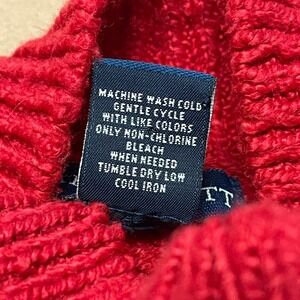 MACHINE WASH COLD
GENTLE CYCLE
WITH LIKE COLORS
ONLY NON-CHLORINE
BLEACH
WHEN NEEDED
TUMBLE DRY LOW
COOL IRON
TT